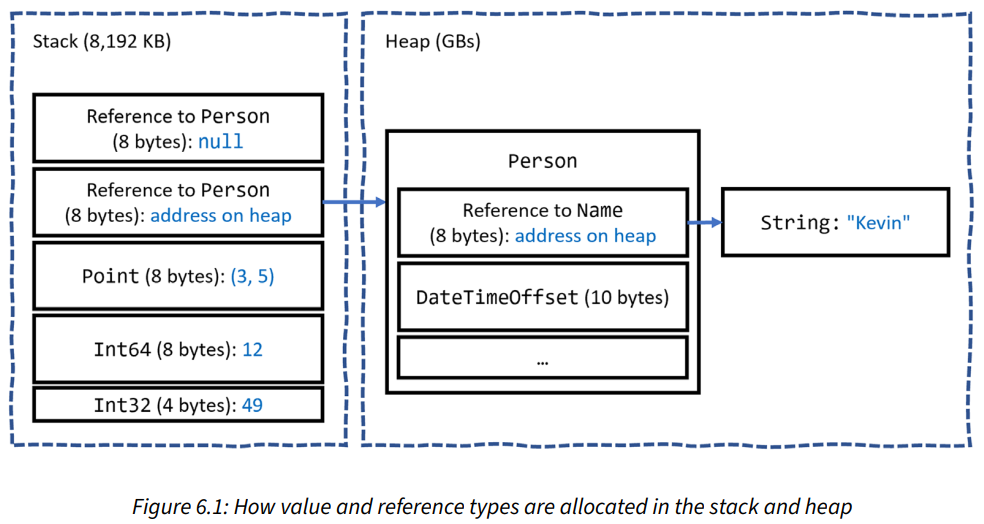 Stack (8,192 KB)
Reference to Person
(8 bytes): null
Reference to Person
(8 bytes): address on heap
Point (8 bytes): (3, 5)
Int64 (8 bytes): 12
Int32 (4 bytes): 49
Heap (GBs)
Person
Reference to Name
(8 bytes): address on heap
DateTimeOffset (10 bytes)
…
String: "Kevin"
Figure 6.1: How value and reference types are allocated in the stack and heap